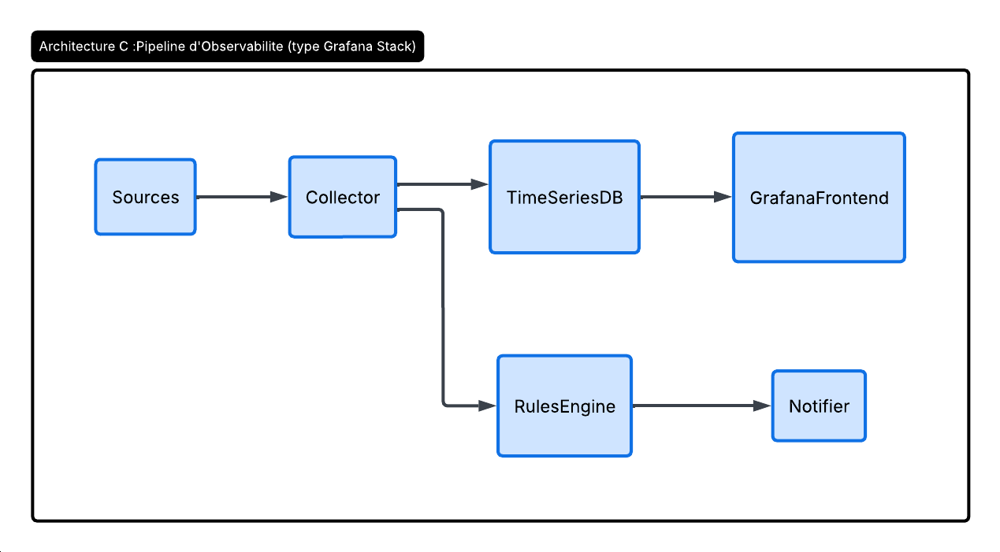 Architecture C :Pipeline d'Observabilite (type Grafana Stack)
Sources
Collector
TimeSeriesDB
GrafanaFrontend
RulesEngine
Notifier